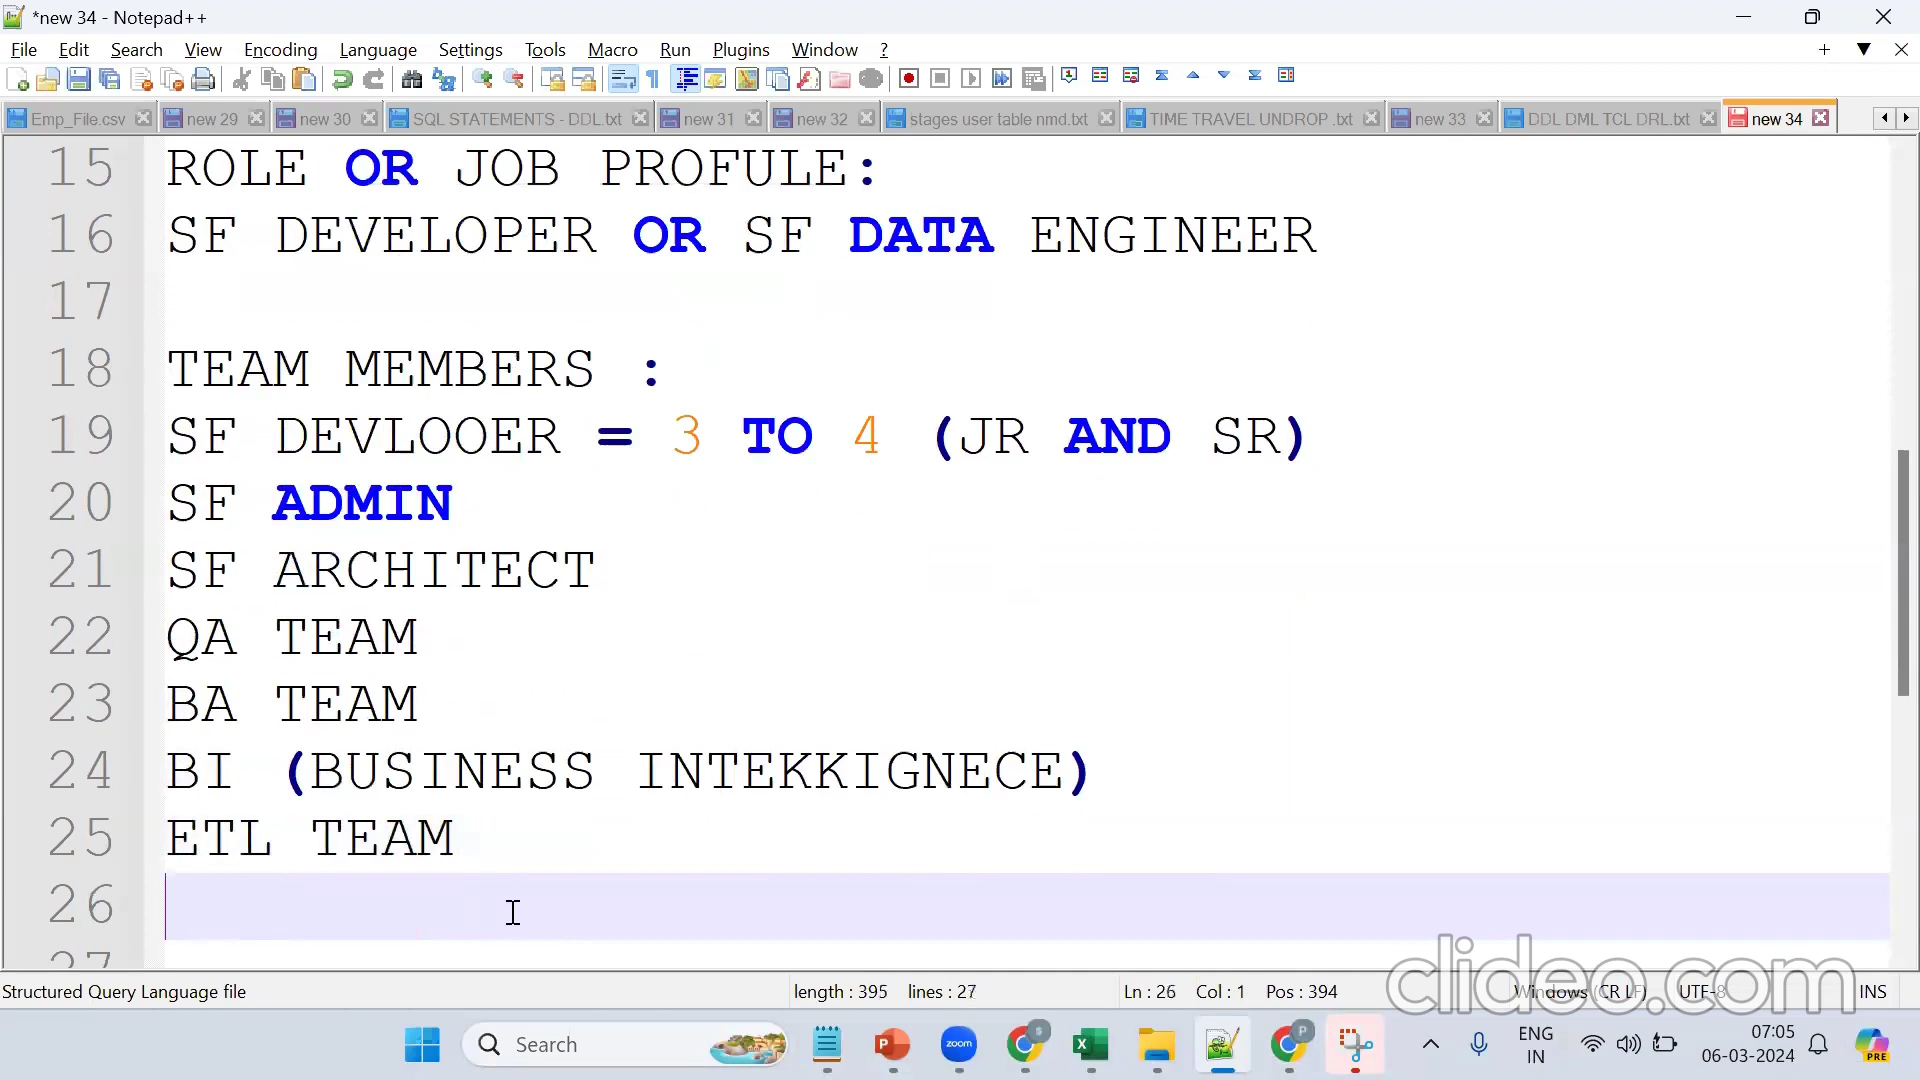 *new 34 - Notepad++
File Edit Search View Encoding Language Settings Tools Macro Run Plugins Window ?
Emp_File.csv new 29 new 30 SQL STATEMENTS - DDL.txt new 31 new 32 stages user table nmd.txt TIME TRAVEL UNDROP .txt new 33 DDL DML TCL DRL.txt new 34
15 ROLE OR JOB PROFULE:
16 SF DEVELOPER OR SF DATA ENGINEER
17
18 TEAM MEMBERS :
19 SF DEVLOOER = 3 TO 4 (JR AND SR)
20 SF ADMIN
21 SF ARCHITECT
22 QA TEAM
23 BA TEAM
24 BI (BUSINESS INTEKKIGNECE)
25 ETL TEAM
26
27
clideo.com
Structured Query Language file length : 395 lines : 27 Ln : 26 Col : 1 Pos : 394 Windows (CR LF) UTF-8 INS
Search zoom ENG IN 07:05 06-03-2024 PRE